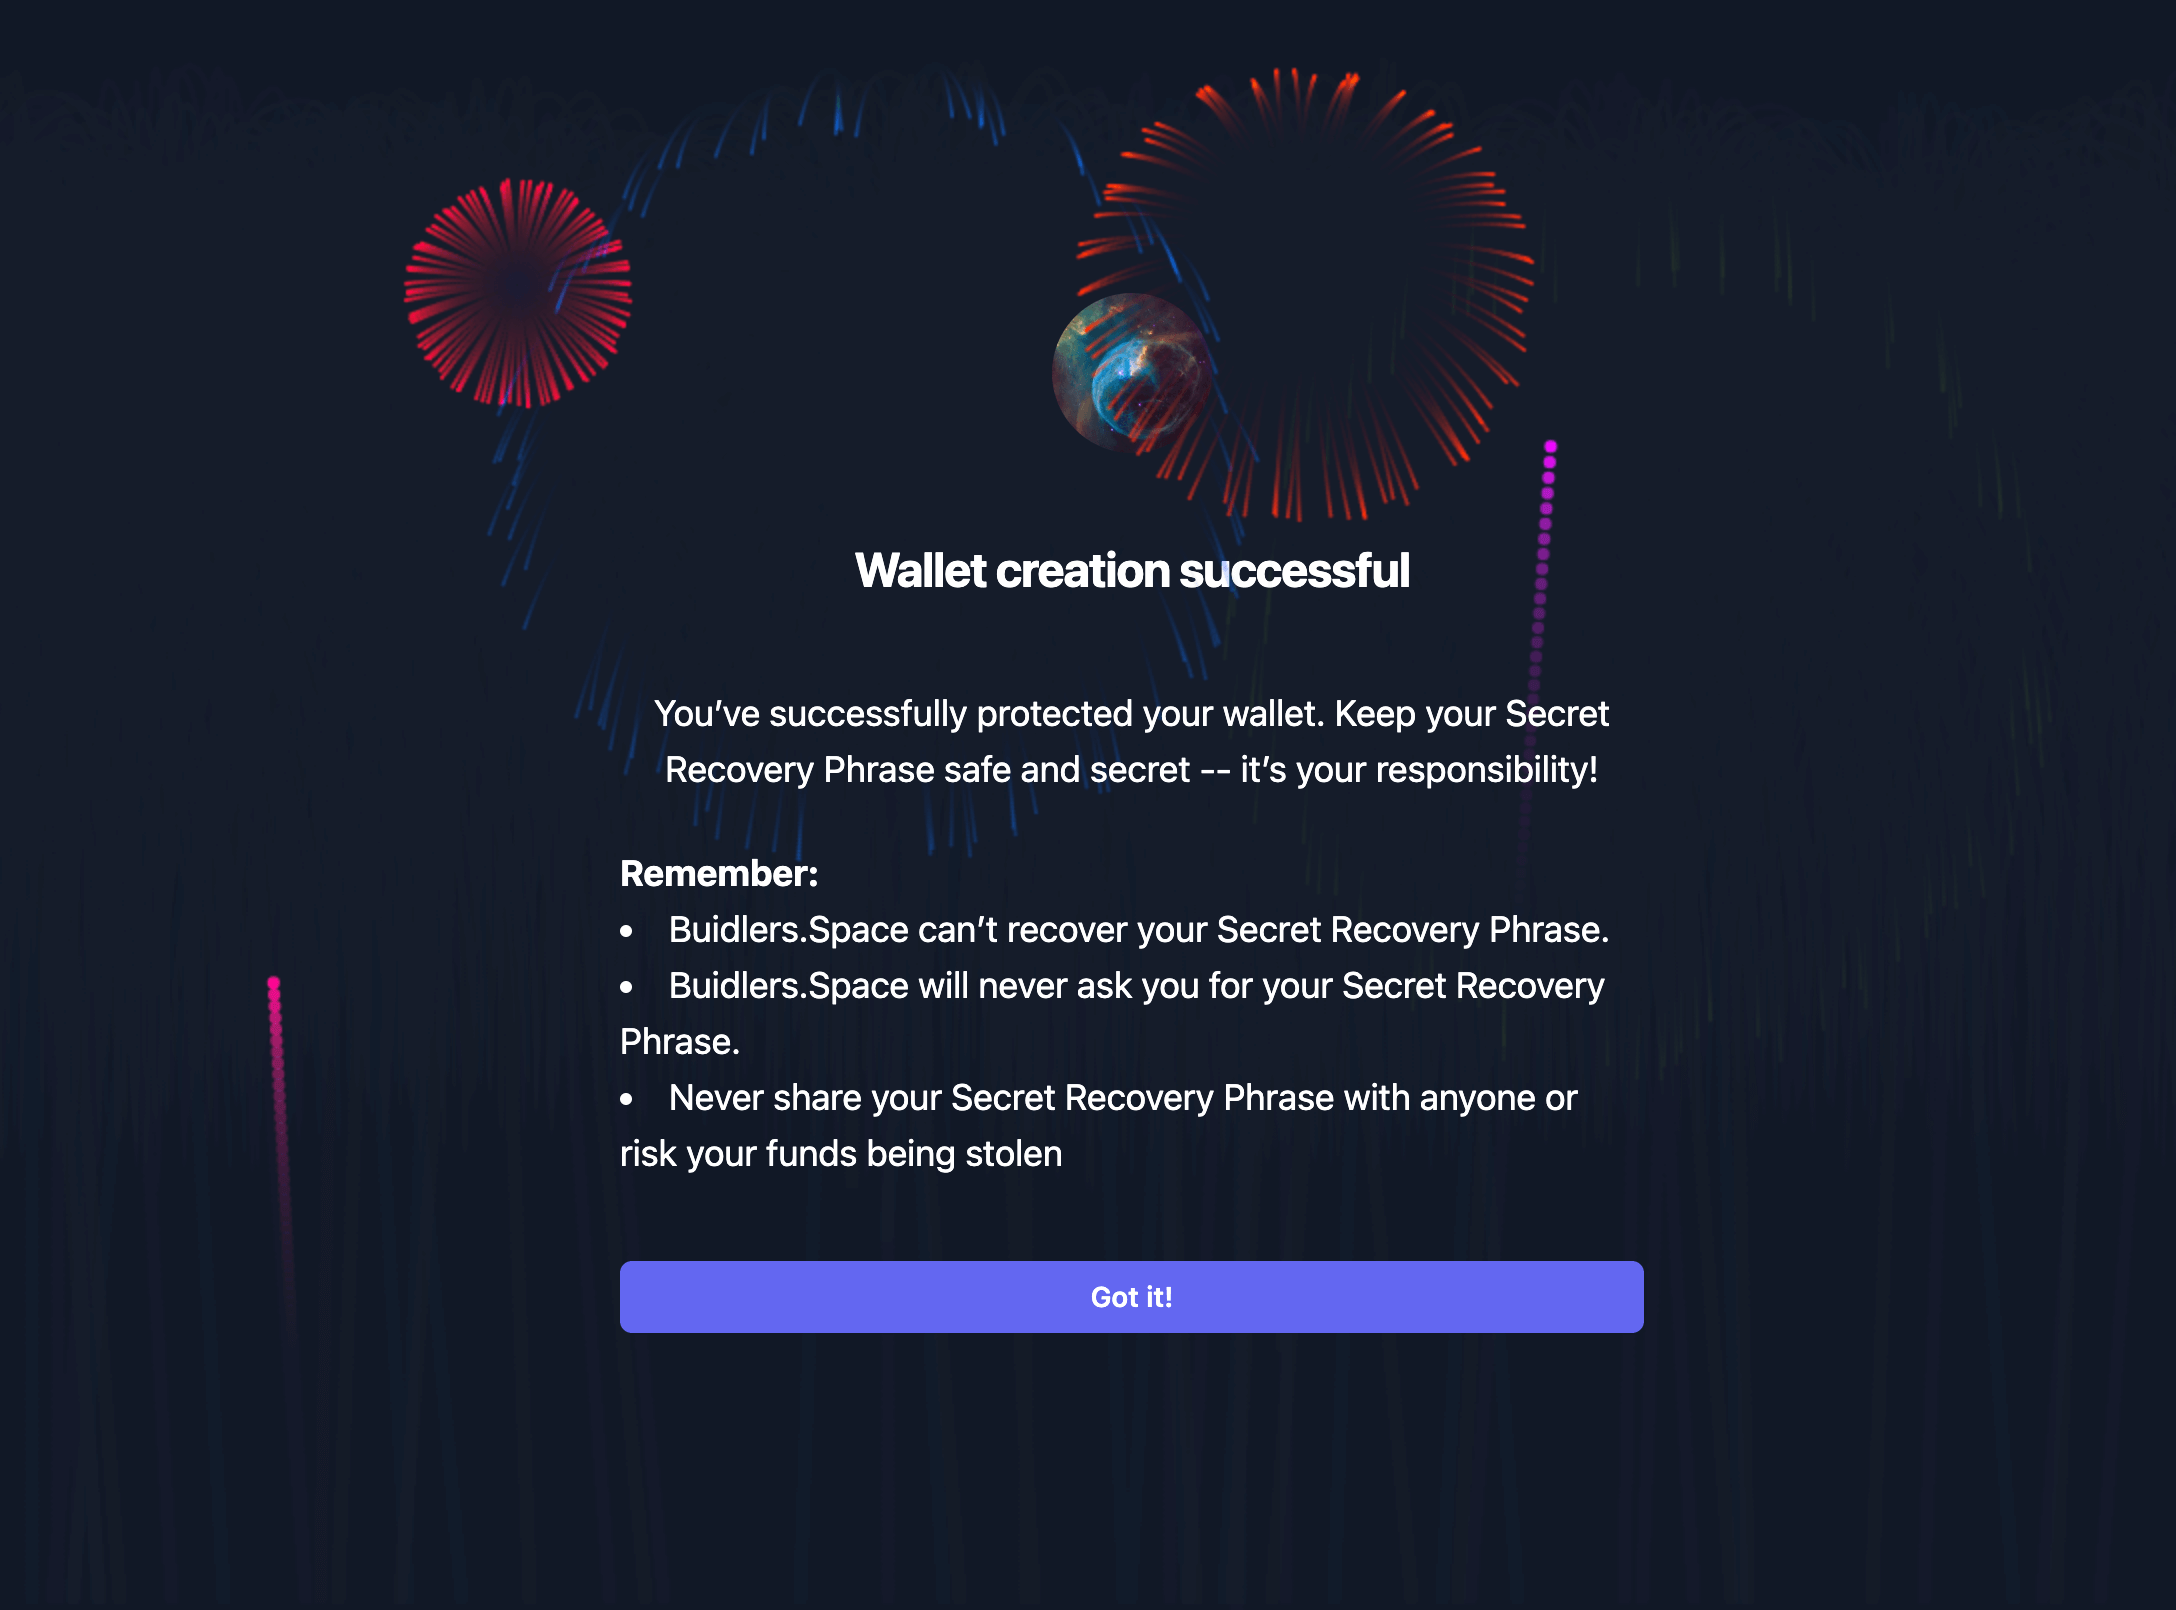 Wallet creation successful
You’ve successfully protected your wallet. Keep your Secret
Recovery Phrase safe and secret -- it’s your responsibility!
Remember:
• Buidlers.Space can’t recover your Secret Recovery Phrase.
• Buidlers.Space will never ask you for your Secret Recovery
Phrase.
• Never share your Secret Recovery Phrase with anyone or
risk your funds being stolen
Got it!